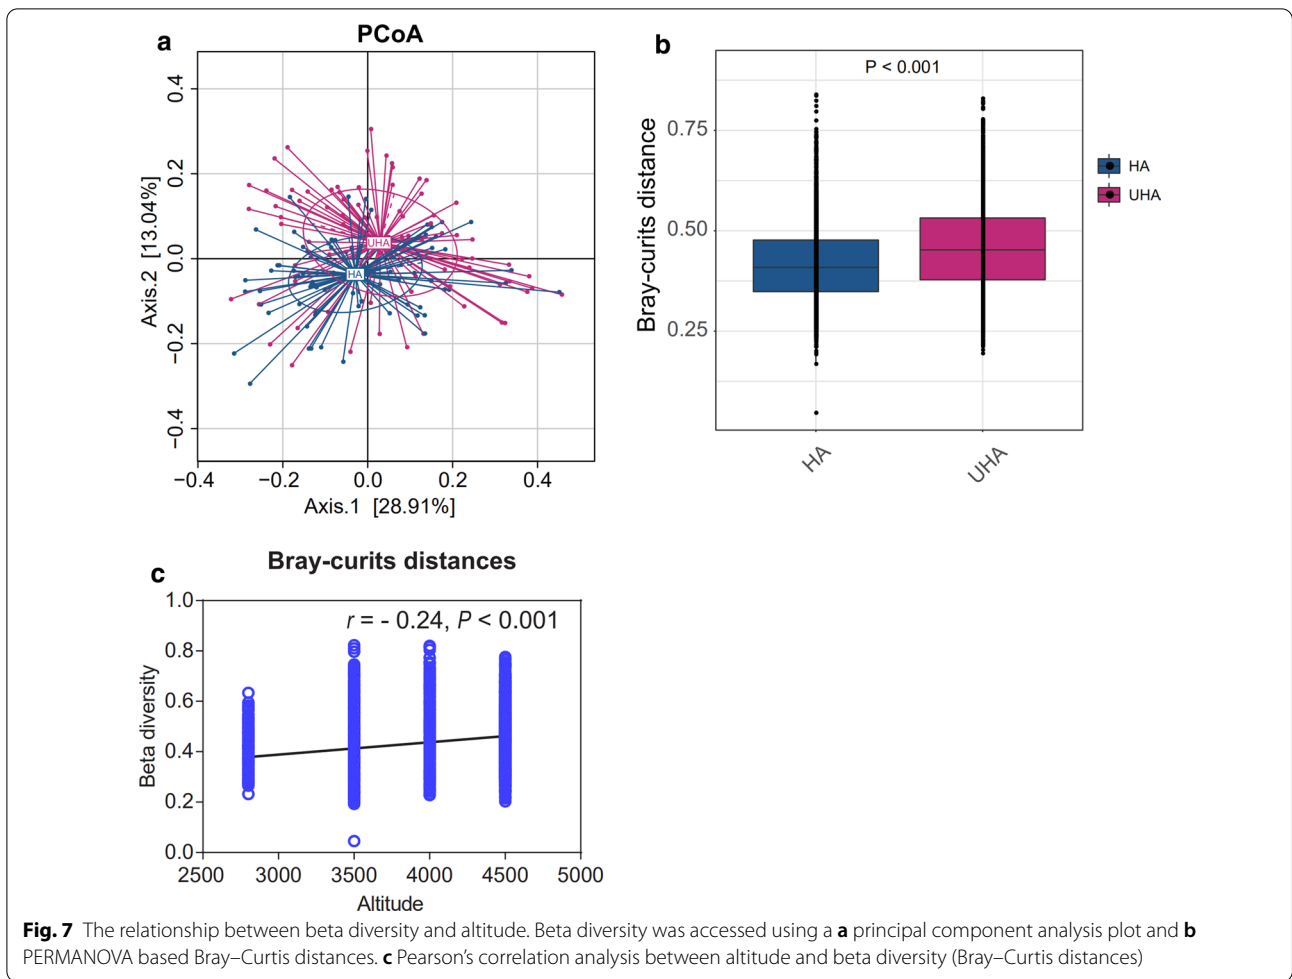 a
PCoA
0.4
0.2
0.0
−0.2
−0.4
Axis.2 [13.04%]
UHA
HA
−0.4 −0.2 0.0 0.2 0.4
Axis.1 [28.91%]
b
P < 0.001
Bray-curits distance
0.75
0.50
0.25
HA UHA
HA
UHA
c
Bray-curits distances
r = - 0.24, P < 0.001
Beta diversity
1.0
0.8
0.6
0.4
0.2
0.0
2500 3000 3500 4000 4500 5000
Altitude
Fig. 7 The relationship between beta diversity and altitude. Beta diversity was accessed using a a principal component analysis plot and b
PERMANOVA based Bray–Curtis distances. c Pearson's correlation analysis between altitude and beta diversity (Bray–Curtis distances)